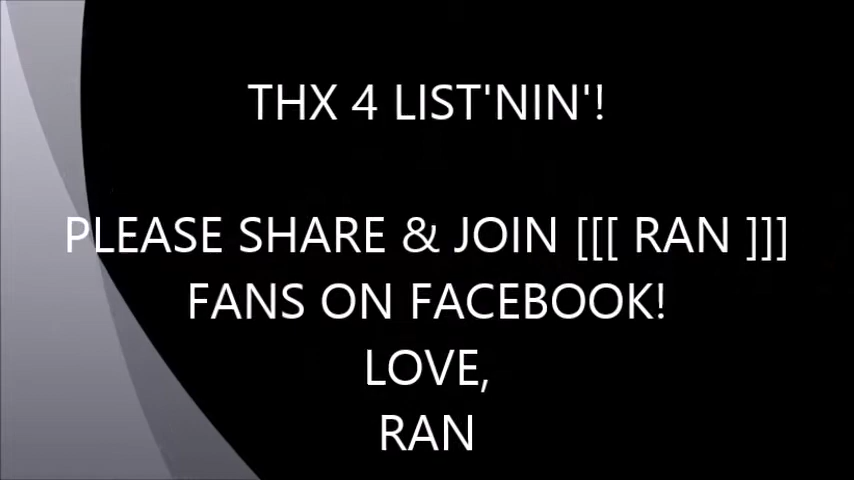 THX 4 LIST'NIN'!
PLEASE SHARE & JOIN [[[ RAN ]]]
FANS ON FACEBOOK!
LOVE,
RAN